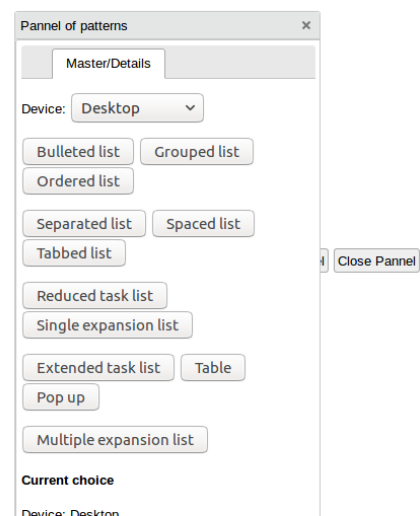 Pannel of patterns ×
Master/Details
Device: Desktop
Bulleted list Grouped list
Ordered list
Separated list Spaced list
Tabbed list
Close Pannel
Reduced task list
Single expansion list
Extended task list Table
Pop up
Multiple expansion list
Current choice
Device: Desktop